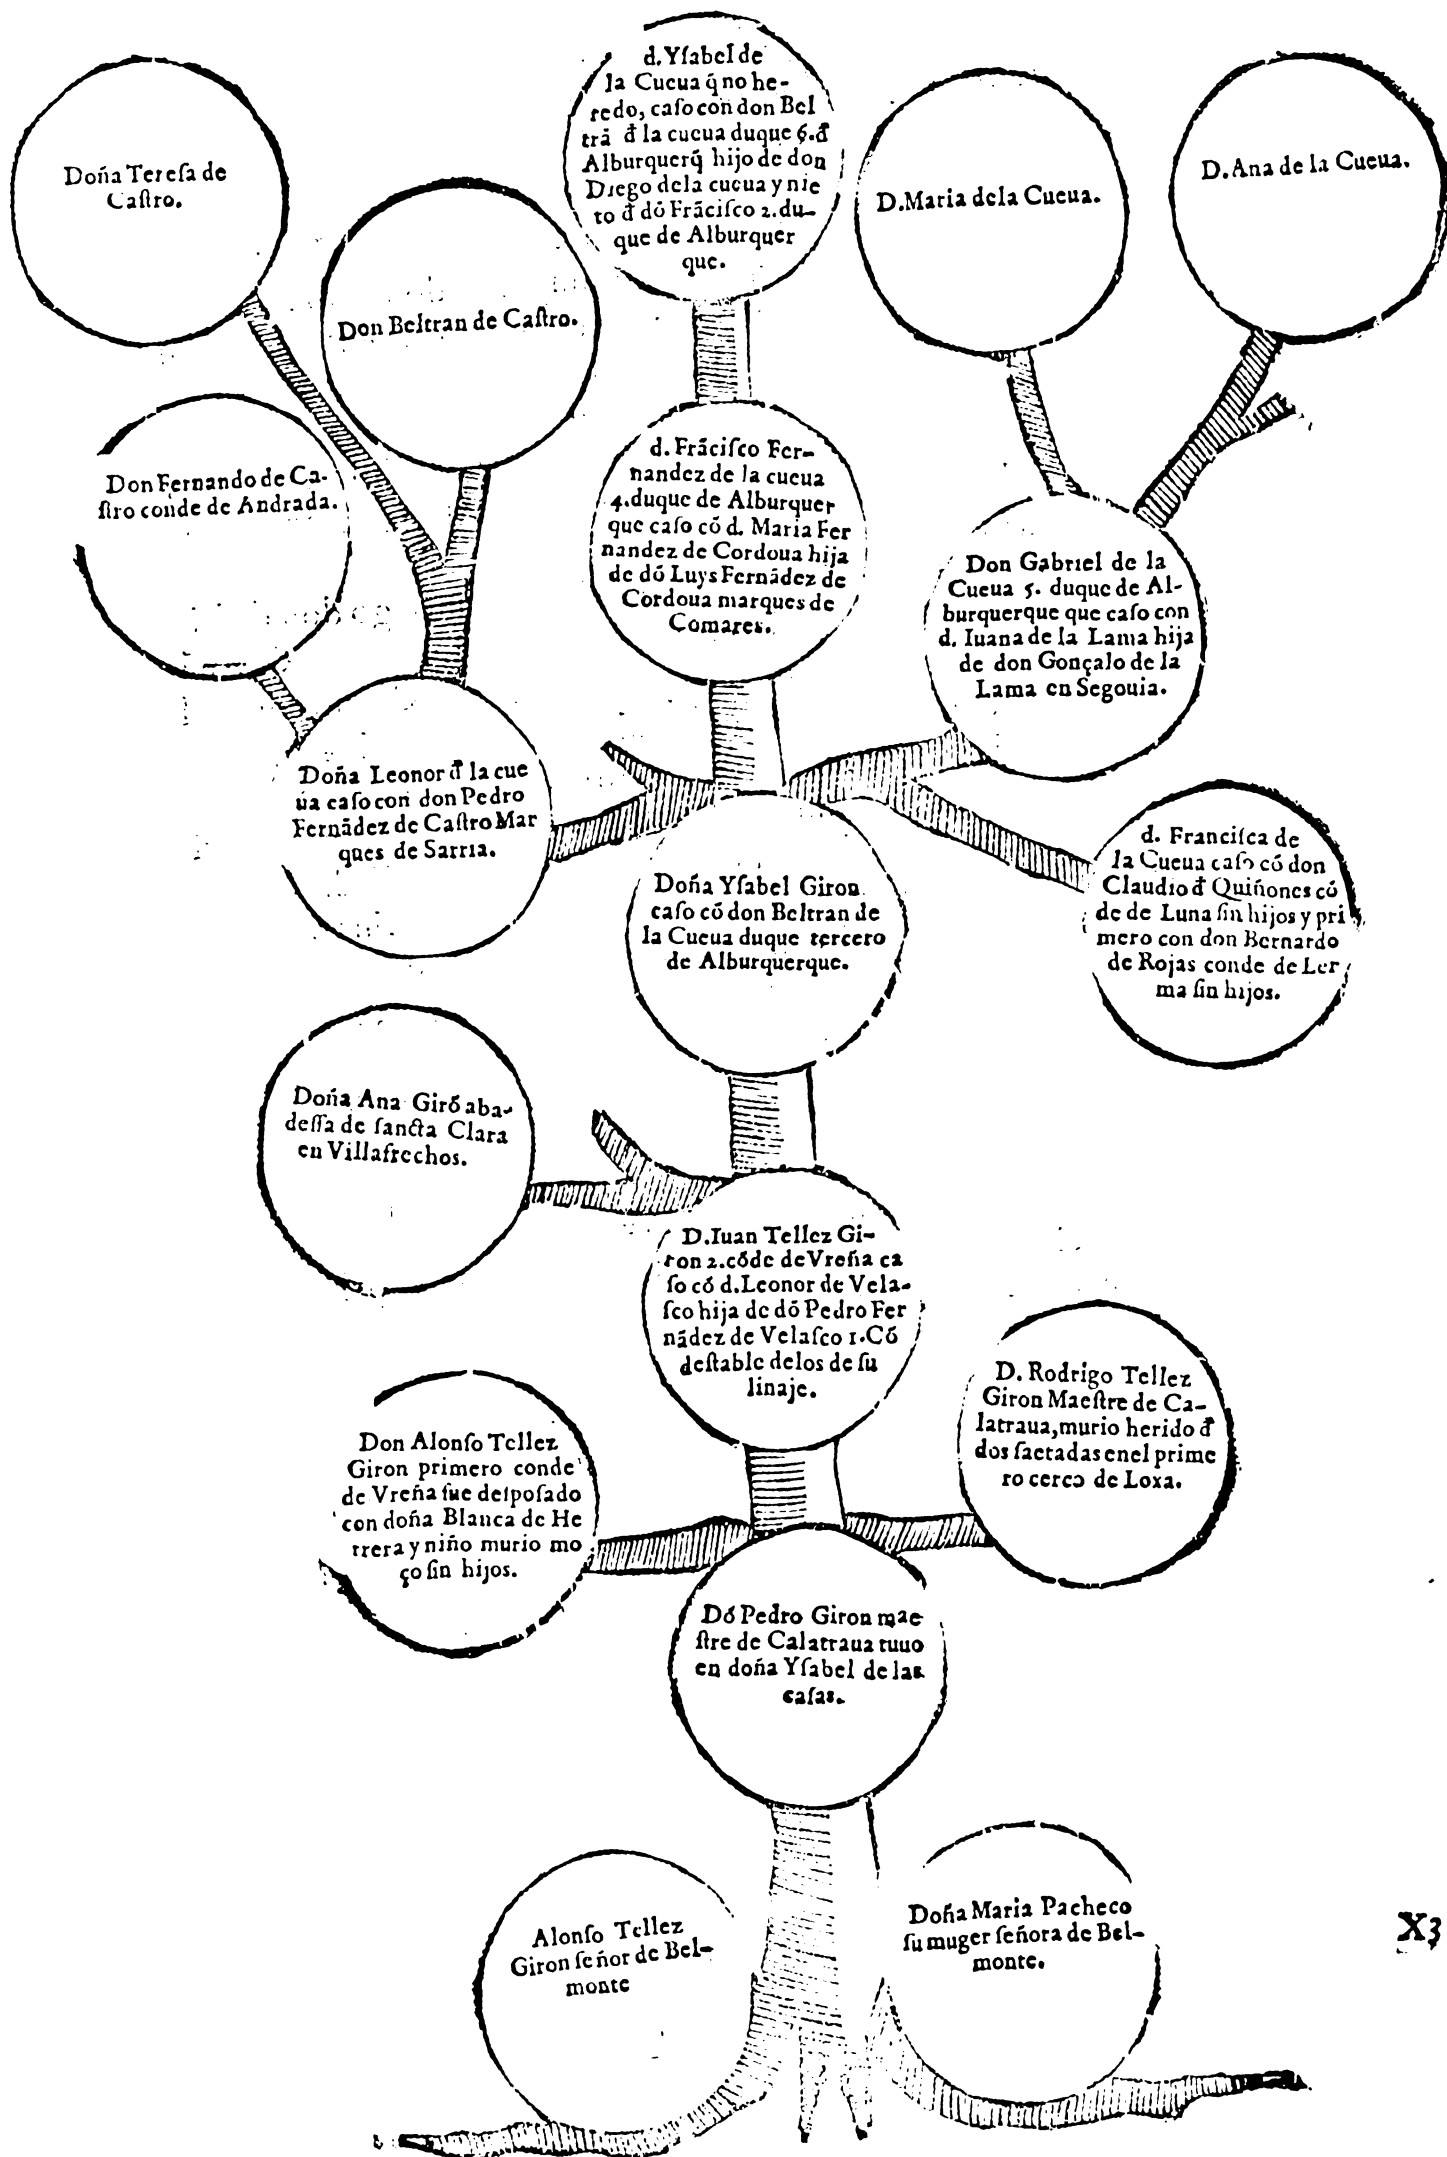 d. Yſabel de
la Cueua q̃ no he-
redo, caſo con don Bel
trã đ la cueua duque 6. đ
Alburquerq̃ hijo de don
Diego dela cueua y nie
to đ dó Frãciſco 2. du-
que de Alburquer
que.
Doña Tereſa de
Caſtro.
D. Maria dela Cueua.
D. Ana de la Cueua.
Don Beltran de Caſtro.
Don Fernando de Ca-
ſtro conde de Andrada.
d. Frãciſco Fer-
nandez de la cueua
4. duque de Alburquer
que caſo có d. Maria Fer
nandez de Cordoua hija
de dó Luys Fernãdez de
Cordoua marques de
Comares.
Don Gabriel de la
Cueua 5. duque de Al-
burquerque que caſo con
d. Iuana de la Lama hija
de don Gonçalo de la
Lama en Segouia.
Doña Leonor đ la cue
ua caſo con don Pedro
Fernãdez de Caſtro Mar
ques de Sarria.
d. Franciſca de
la Cueua caſo có don
Claudio đ Quiñones có
de de Luna ſin hijos y pri
mero con don Bernardo
de Rojas conde de Ler
ma ſin hijos.
Doña Yſabel Giron
caſo có don Beltran de
la Cueua duque tercero
de Alburquerque.
Doña Ana Giró aba-
deſſa de ſancta Clara
en Villafrechos.
D. Iuan Tellez Gi-
ron 2. códe de Vreña ca
ſo có d. Leonor de Vela-
ſco hija de dó Pedro Fer
nãdez de Velaſco 1. Có
deſtable delos de ſu
linaje.
D. Rodrigo Tellez
Giron Maeſtre de Ca-
latraua, murio herido đ
dos ſaetadas enel prime
ro cerco de Loxa.
Don Alonſo Tellez
Giron primero conde
de Vreña fue deſpoſado
con doña Blanca de He
rrera y niño murio mo
ço ſin hijos.
Dó Pedro Giron mae
ſtre de Calatraua tuuo
en doña Yſabel de las
caſas.
Alonſo Tellez
Giron ſeñor de Bel-
monte
Doña Maria Pacheco
ſu muger ſeñora de Bel-
monte.
X3